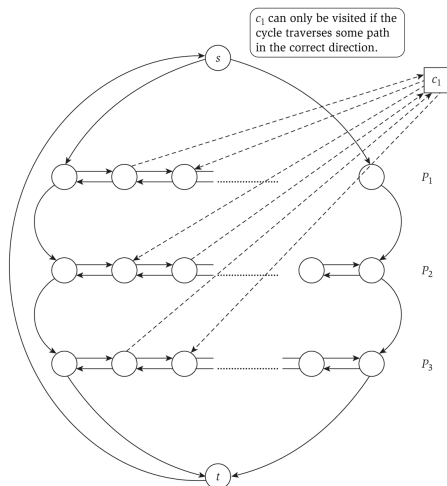 c₁ can only be visited if the
cycle traverses some path
in the correct direction.
s
c₁
P₁
P₂
P₃
t